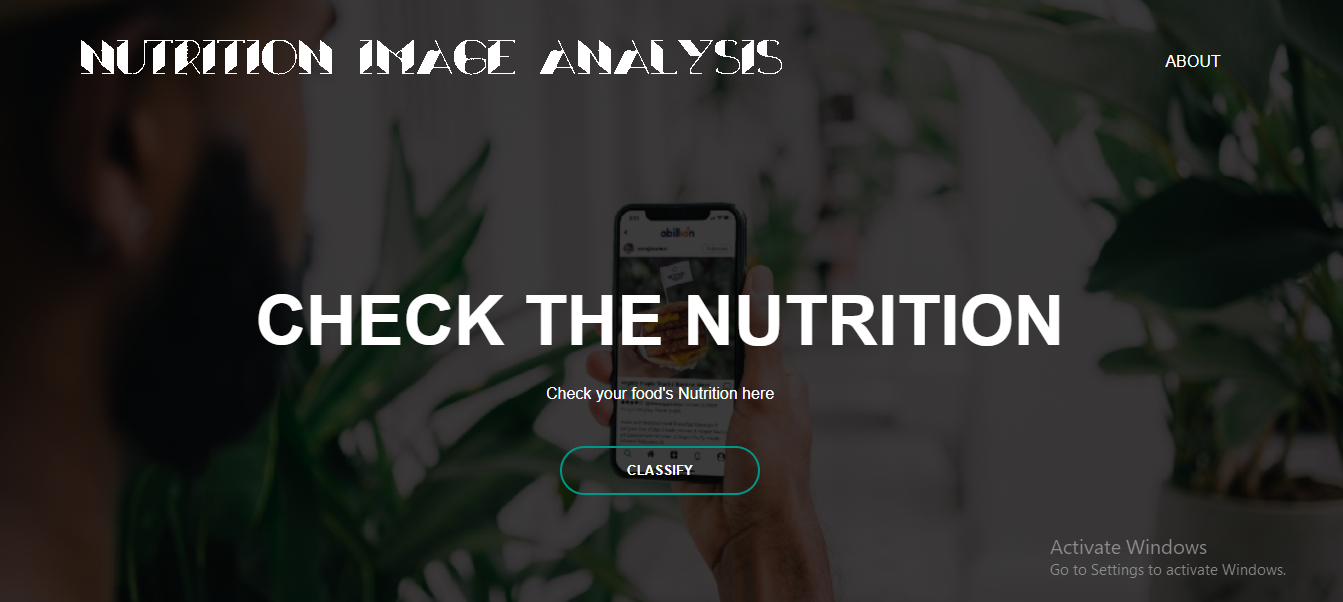 NUTRITION IMAGE ANALYSIS
ABOUT
abillion
CHECK THE NUTRITION
Check your food's Nutrition here
CLASSIFY
Activate Windows
Go to Settings to activate Windows.